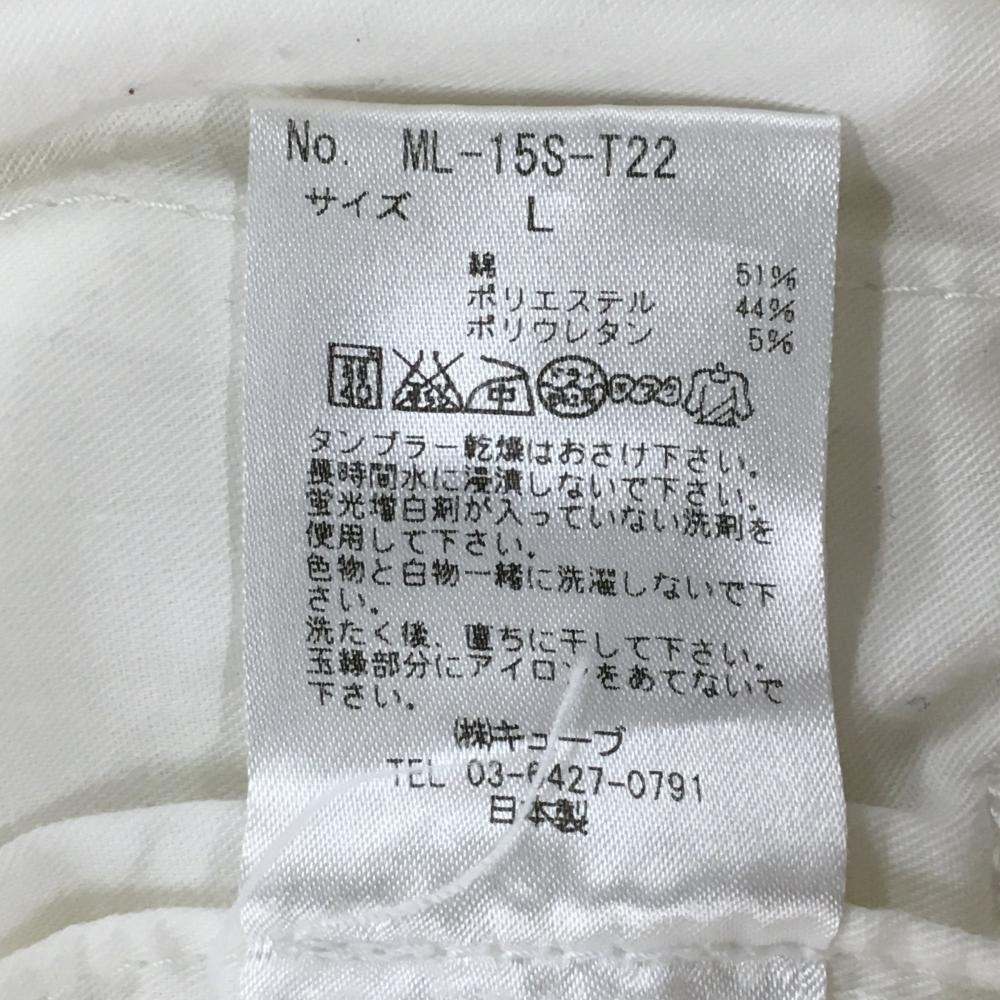 No. ML-15S-T22
サイズ L
綿 51%
ポリエステル 44%
ポリウレタン 5%
中
タンブラー乾燥はおさけ下さい。
長時間水に浸漬しないで下さい。
蛍光増白剤が入っていない洗剤を
使用して下さい。
色物と白物一緒に洗濯しないで下
さい。
洗たく後、直ちに干して下さい。
玉縁部分にアイロンをあてないで
下さい。
㈱キューブ
TEL 03-6427-0791
日本製